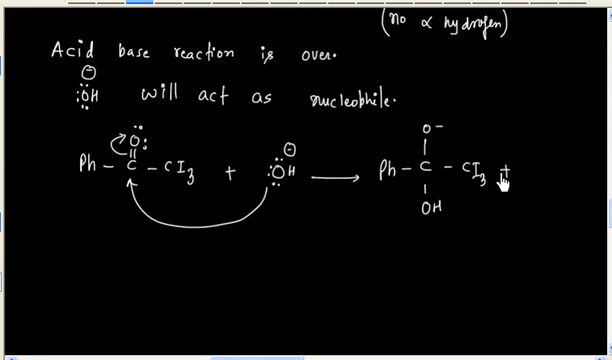 (no α hydrogen)
Acid base reaction is over.
⊖
:ÖH will act as nucleophile.
Ph – C – CI3 + :ÖH ⊖ ⟶ Ph – C – CI3 +
O
O–
OH